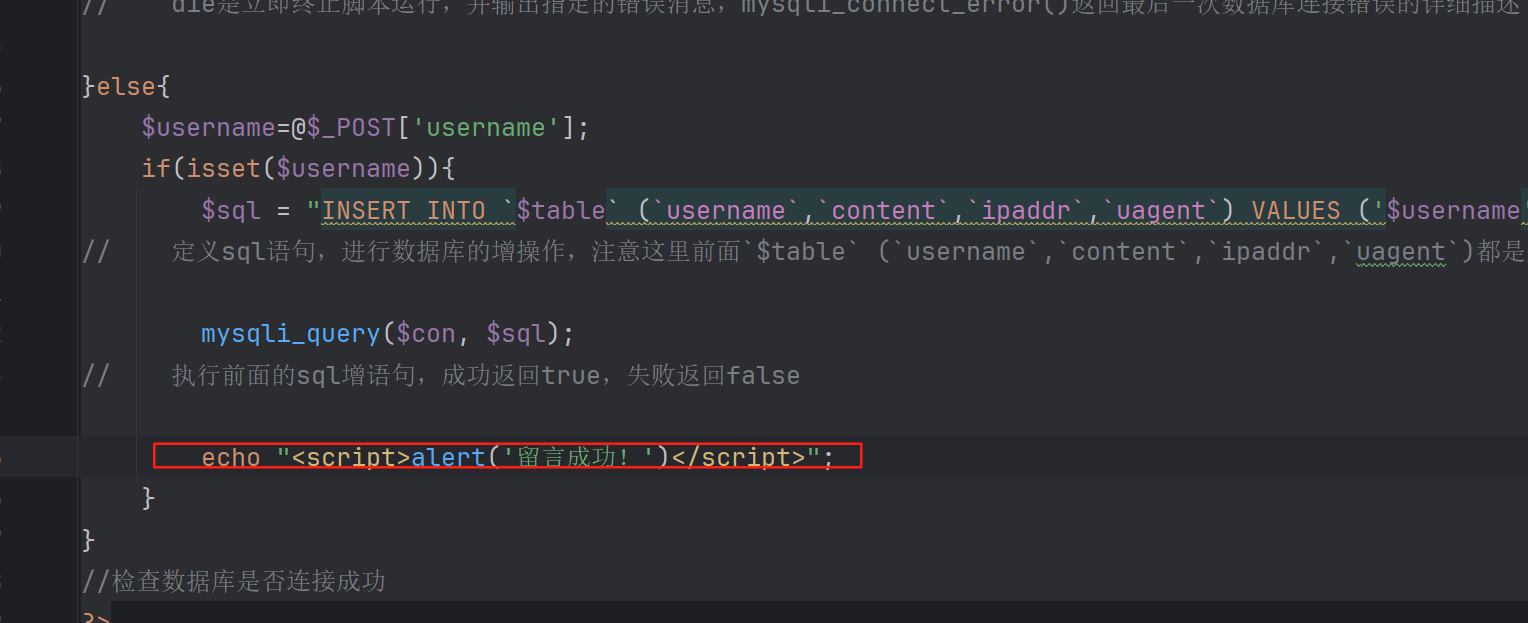 // die是立即终止脚本运行，并输出指定的错误消息，mysqli_connect_error()返回最后一次数据库连接错误的详细描述
}else{
$username=@$_POST['username'];
if(isset($username)){
$sql = "INSERT INTO `$table` (`username`,`content`,`ipaddr`,`uagent`) VALUES ('$username'
// 定义sql语句，进行数据库的增操作，注意这里前面`$table` (`username`,`content`,`ipaddr`,`uagent`)都是
mysqli_query($con, $sql);
// 执行前面的sql增语句，成功返回true，失败返回false
echo "<script>alert('留言成功！')</script>";
}
}
//检查数据库是否连接成功
?>